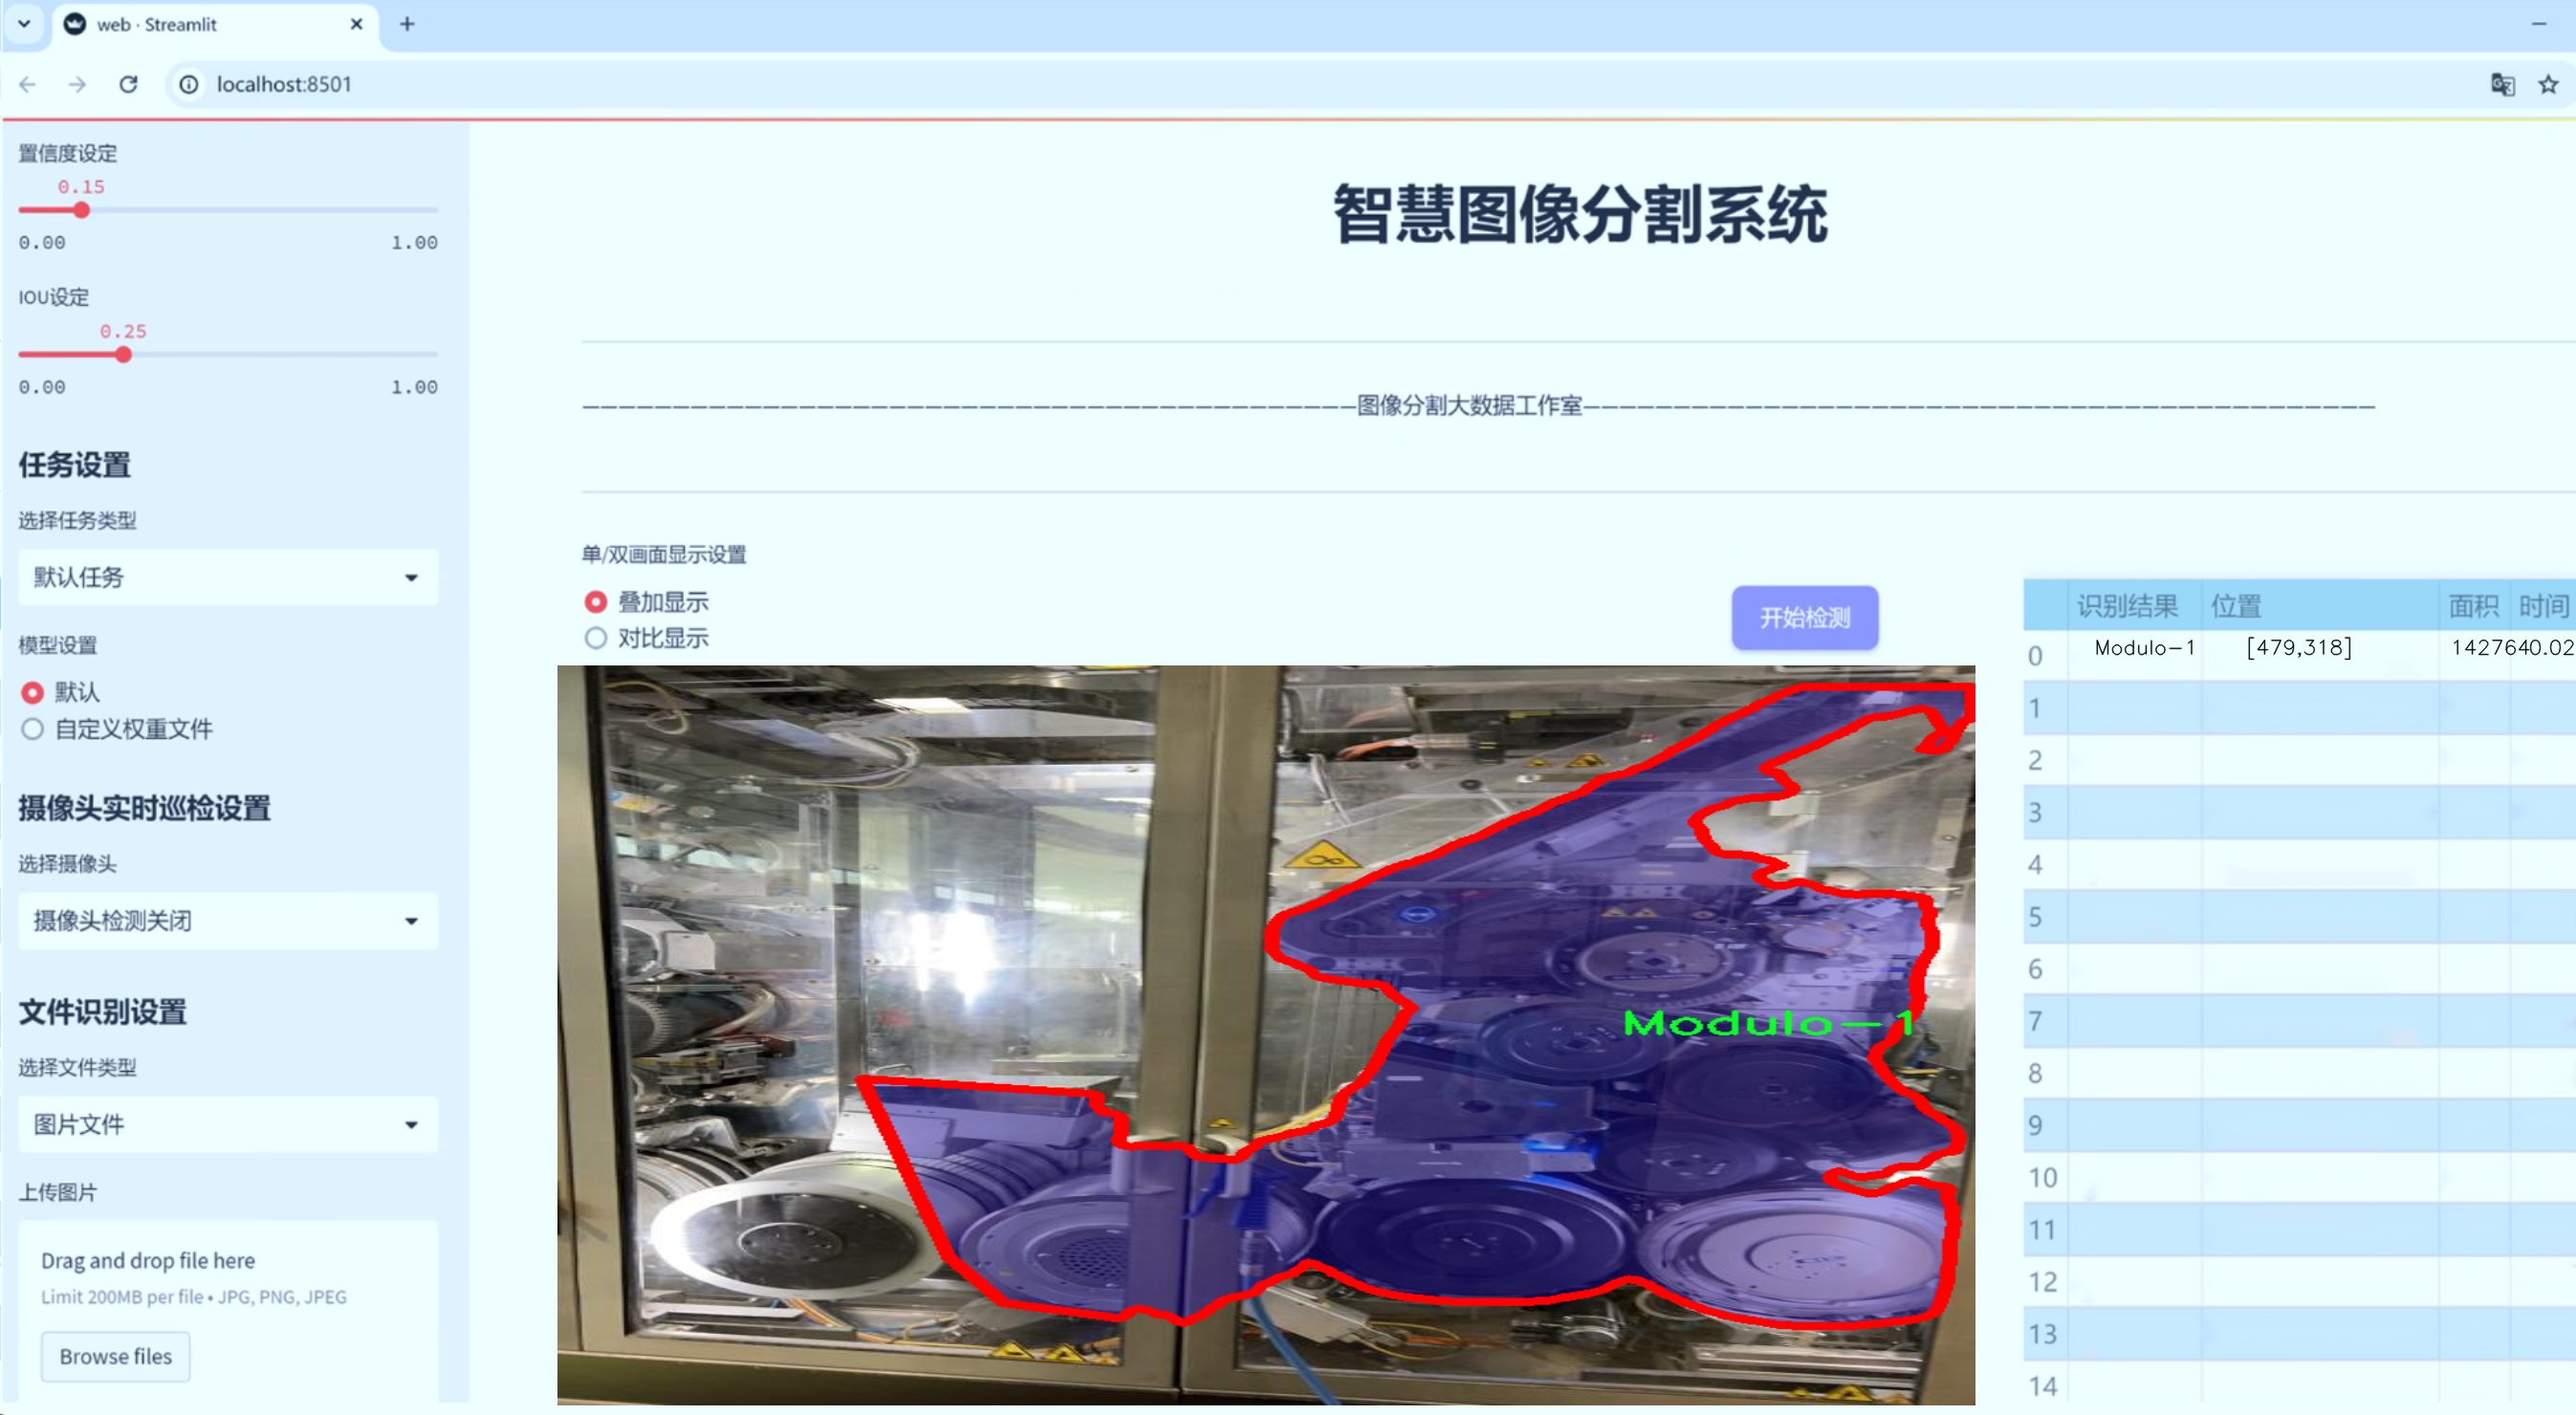 web · Streamlit
localhost:8501
置信度设定
0.15
0.00 1.00
IOU设定
0.25
0.00 1.00
任务设置
选择任务类型
默认任务
模型设置
默认
自定义权重文件
摄像头实时巡检设置
选择摄像头
摄像头检测关闭
文件识别设置
选择文件类型
图片文件
上传图片
Drag and drop file here
Limit 200MB per file • JPG, PNG, JPEG
Browse files
智慧图像分割系统
———————————————————————————————————————————图像分割大数据工作室————————————————————————————————————————————
单/双画面显示设置
叠加显示
对比显示
开始检测
Modulo-1
识别结果 位置 面积 时间
0 Modulo-1 [479,318] 1427640.02
1
2
3
4
5
6
7
8
9
10
11
12
13
14